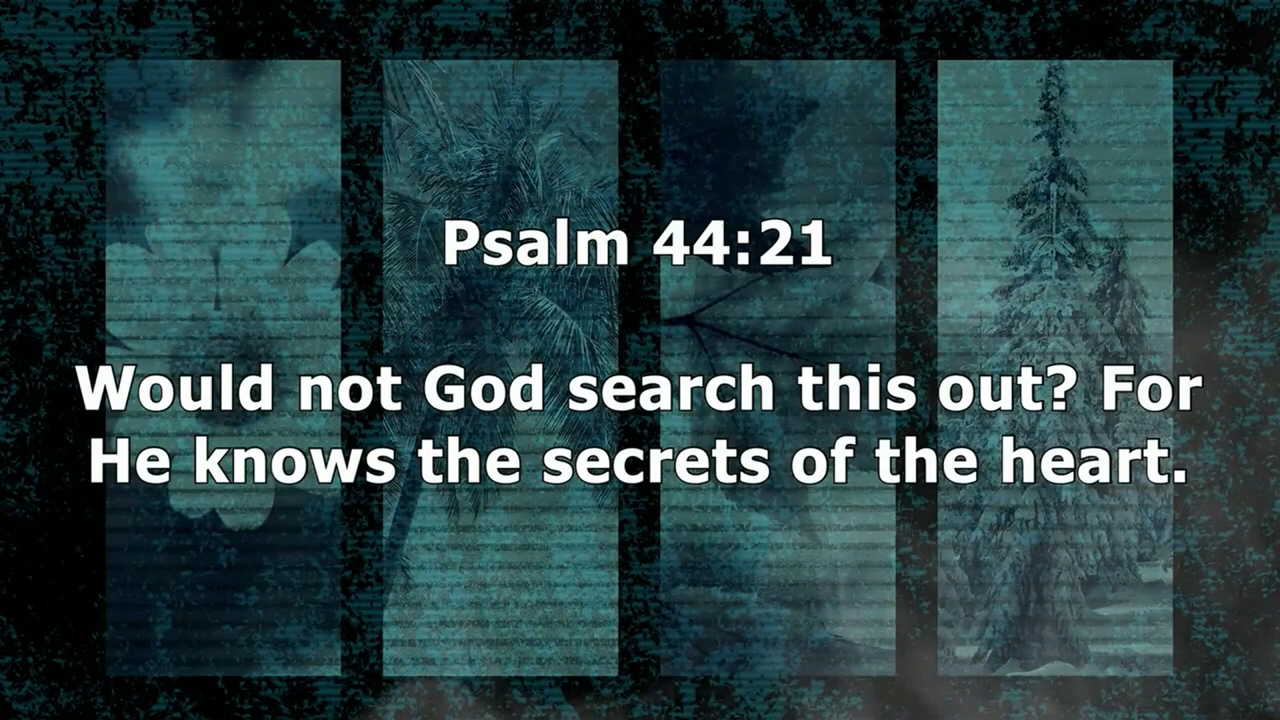 Psalm 44:21
Would not God search this out? For
He knows the secrets of the heart.